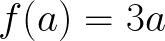 f(a) = 3a